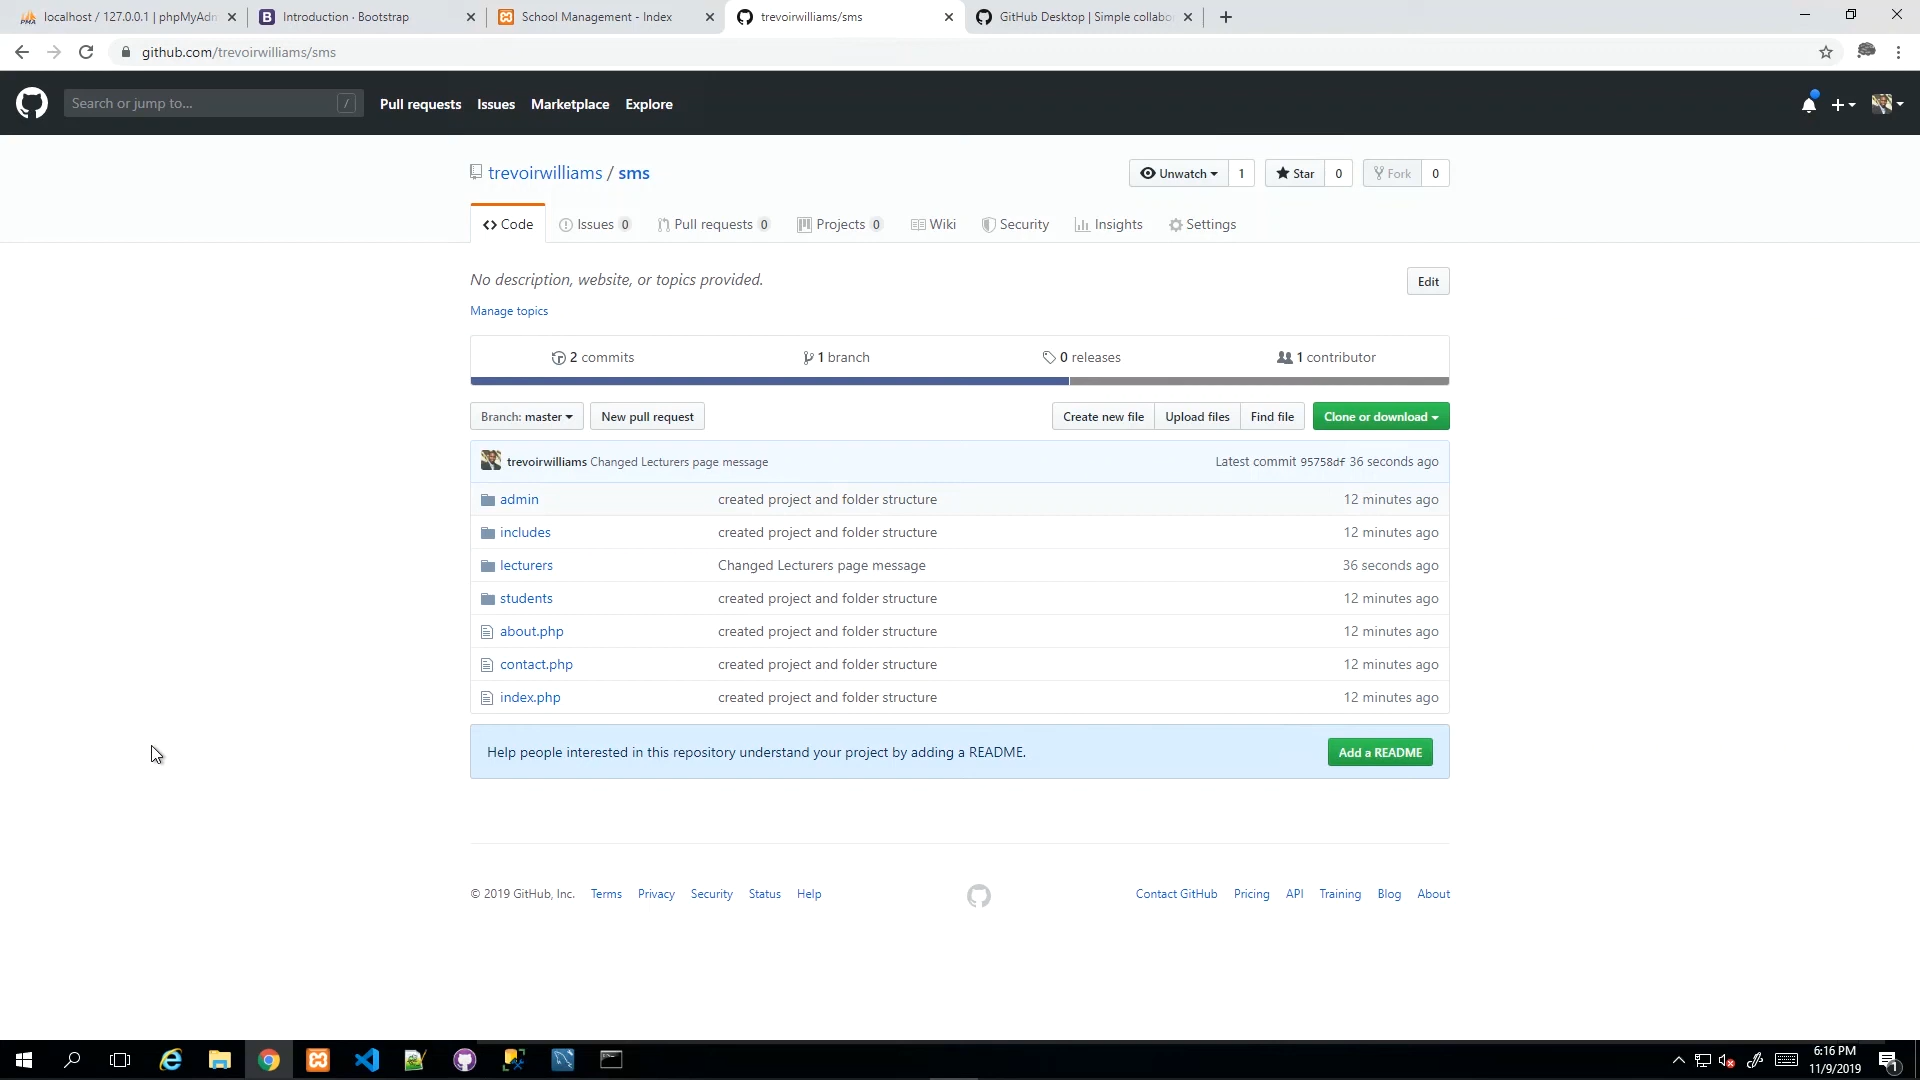 localhost / 127.0.0.1 | phpMyAdm
Introduction · Bootstrap
School Management - Index
trevoirwilliams/sms
GitHub Desktop | Simple collabo
github.com/trevoirwilliams/sms
Search or jump to... /
Pull requests Issues Marketplace Explore
trevoirwilliams / sms
Unwatch 1 Star 0 Fork 0
Code Issues 0 Pull requests 0 Projects 0 Wiki Security Insights Settings
No description, website, or topics provided.
Edit
Manage topics
2 commits 1 branch 0 releases 1 contributor
Branch: master New pull request Create new file Upload files Find file Clone or download
trevoirwilliams Changed Lecturers page message Latest commit 95758df 36 seconds ago
admin created project and folder structure 12 minutes ago
includes created project and folder structure 12 minutes ago
lecturers Changed Lecturers page message 36 seconds ago
students created project and folder structure 12 minutes ago
about.php created project and folder structure 12 minutes ago
contact.php created project and folder structure 12 minutes ago
index.php created project and folder structure 12 minutes ago
Help people interested in this repository understand your project by adding a README. Add a README
© 2019 GitHub, Inc. Terms Privacy Security Status Help Contact GitHub Pricing API Training Blog About
6:16 PM
11/9/2019
1